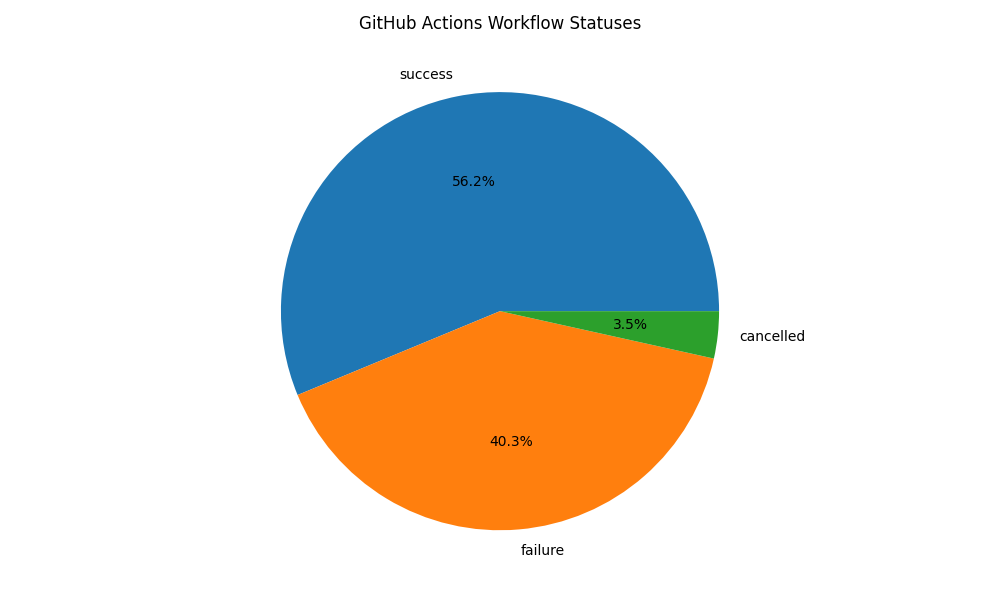 GitHub Actions Workflow Statuses
success
56.2%
3.5%
cancelled
40.3%
failure